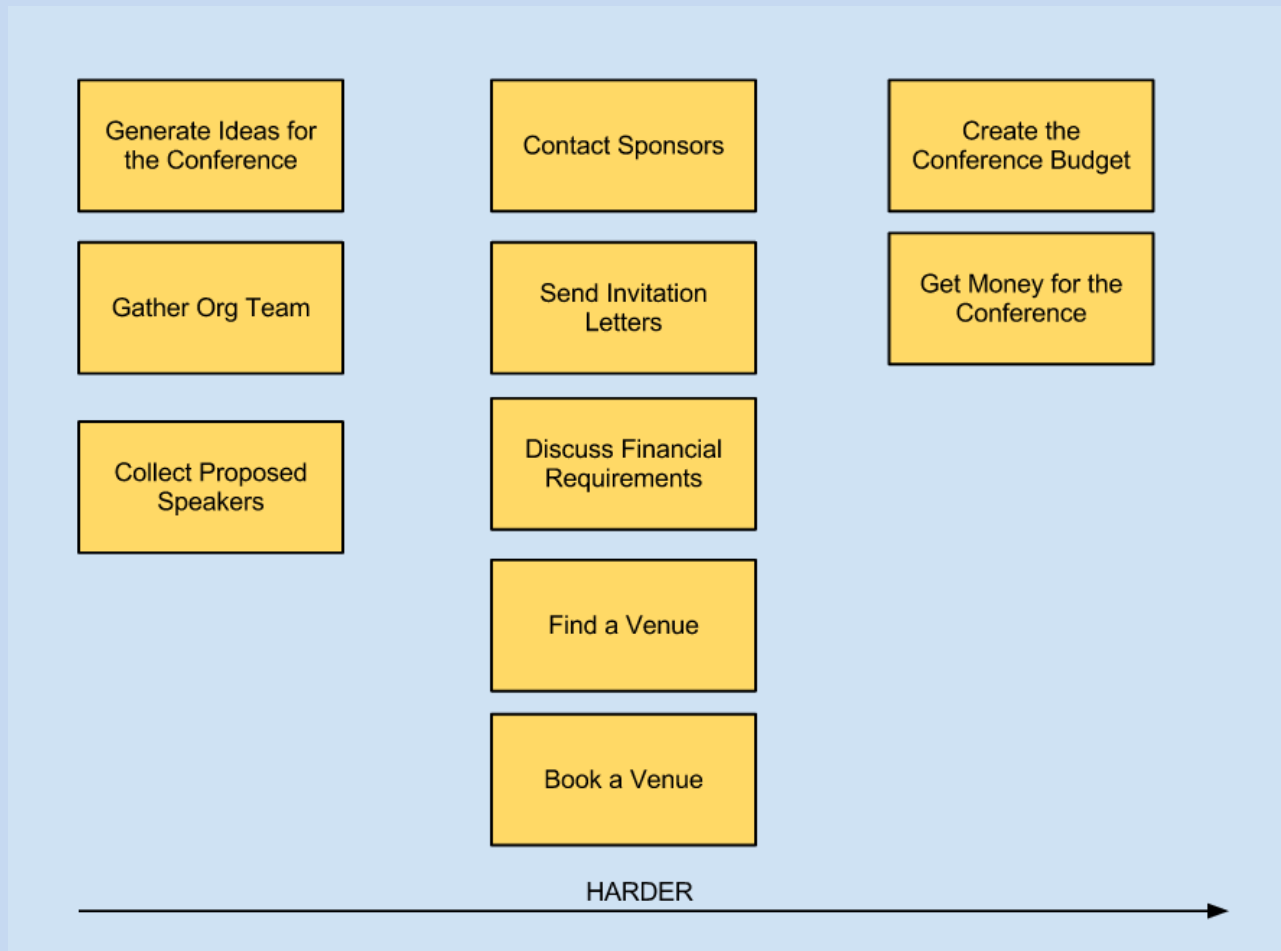 Generate Ideas for
the Conference
Gather Org Team
Collect Proposed
Speakers
Contact Sponsors
Send Invitation
Letters
Discuss Financial
Requirements
Find a Venue
Book a Venue
Create the
Conference Budget
Get Money for the
Conference
HARDER